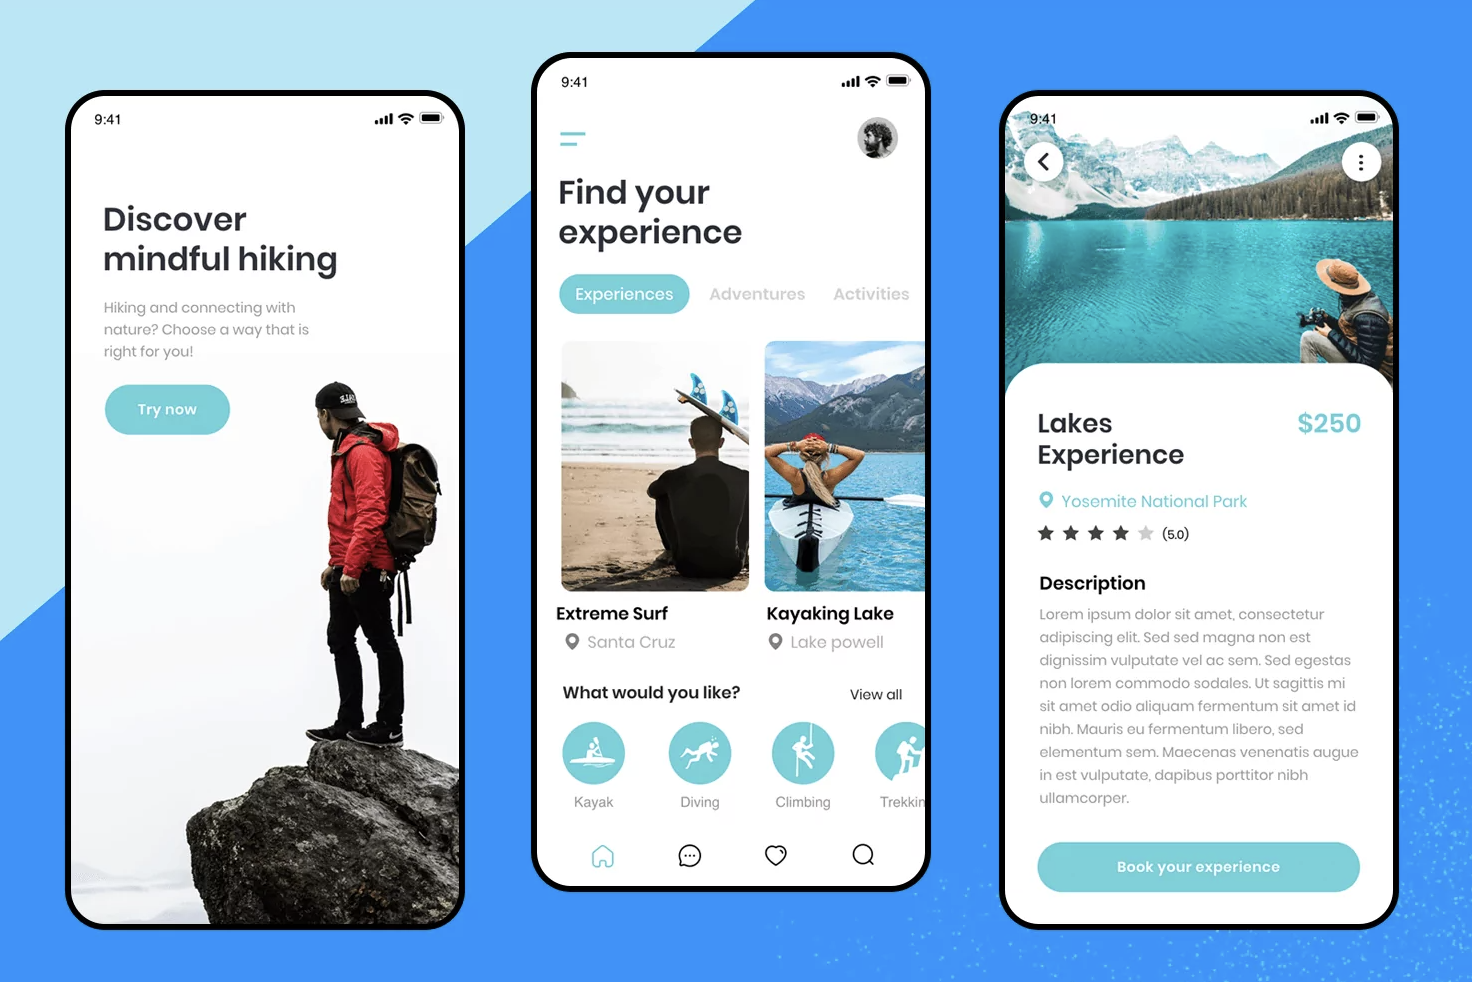 9:41
Discover
mindful hiking
Hiking and connecting with
nature? Choose a way that is
right for you!
Try now
9:41
Find your
experience
Experiences Adventures Activities
Extreme Surf
Santa Cruz
Kayaking Lake
Lake powell
What would you like? View all
Kayak Diving Climbing Trekkin
9:41
Lakes
Experience
$250
Yosemite National Park
(5.0)
Description
Lorem ipsum dolor sit amet, consectetur
adipiscing elit. Sed sed magna non est
dignissim vulputate vel ac sem. Sed egestas
non lorem commodo sodales. Ut sagittis mi
sit amet odio aliquam fermentum sit amet id
nibh. Mauris eu fermentum libero, sed
elementum sem. Maecenas venenatis augue
in est vulputate, dapibus porttitor nibh
ullamcorper.
Book your experience